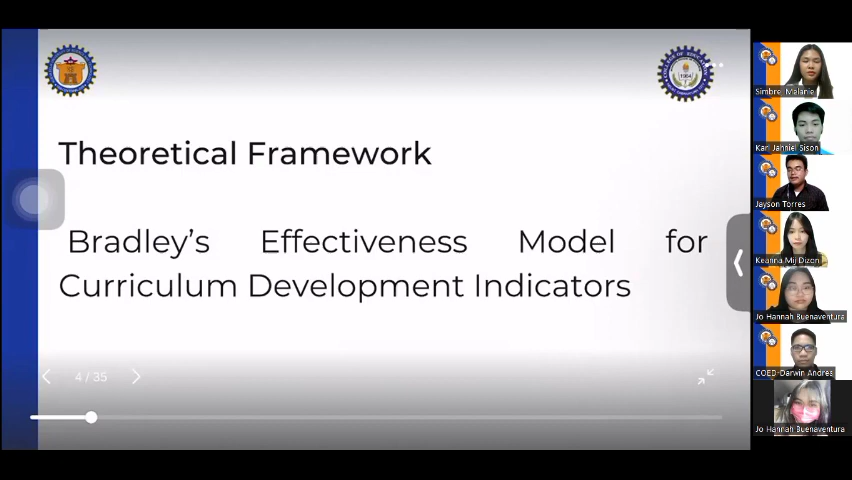 Theoretical Framework
Bradley's Effectiveness Model for
Curriculum Development Indicators
4 / 35
Simbre, Melanie
Karl Jahniel Sison
Jayson Torres
Keanna Mij Dizon
Jo Hannah Buenaventura
COED-Darwin Andres
Jo Hannah Buenaventura